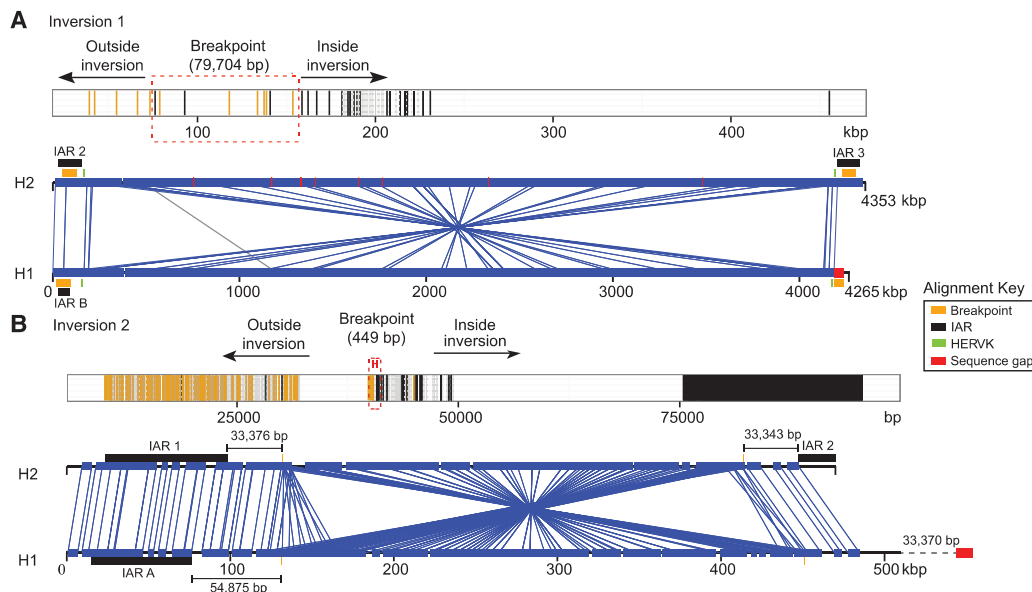 A
Inversion 1
Outside inversion
Breakpoint (79,704 bp)
Inside inversion
100
200
300
400
kbp
IAR 2
IAR 3
H2
4353 kbp
H1
0
1000
2000
3000
4000
4265 kbp
IAR B
Alignment Key
Breakpoint
IAR
HERVK
Sequence gap
B
Inversion 2
Outside inversion
Breakpoint (449 bp)
Inside inversion
H
25000
50000
75000
bp
IAR 1
33,376 bp
33,343 bp
IAR 2
H2
H1
33,370 bp
0
100
200
300
400
500 kbp
IAR A
54,875 bp